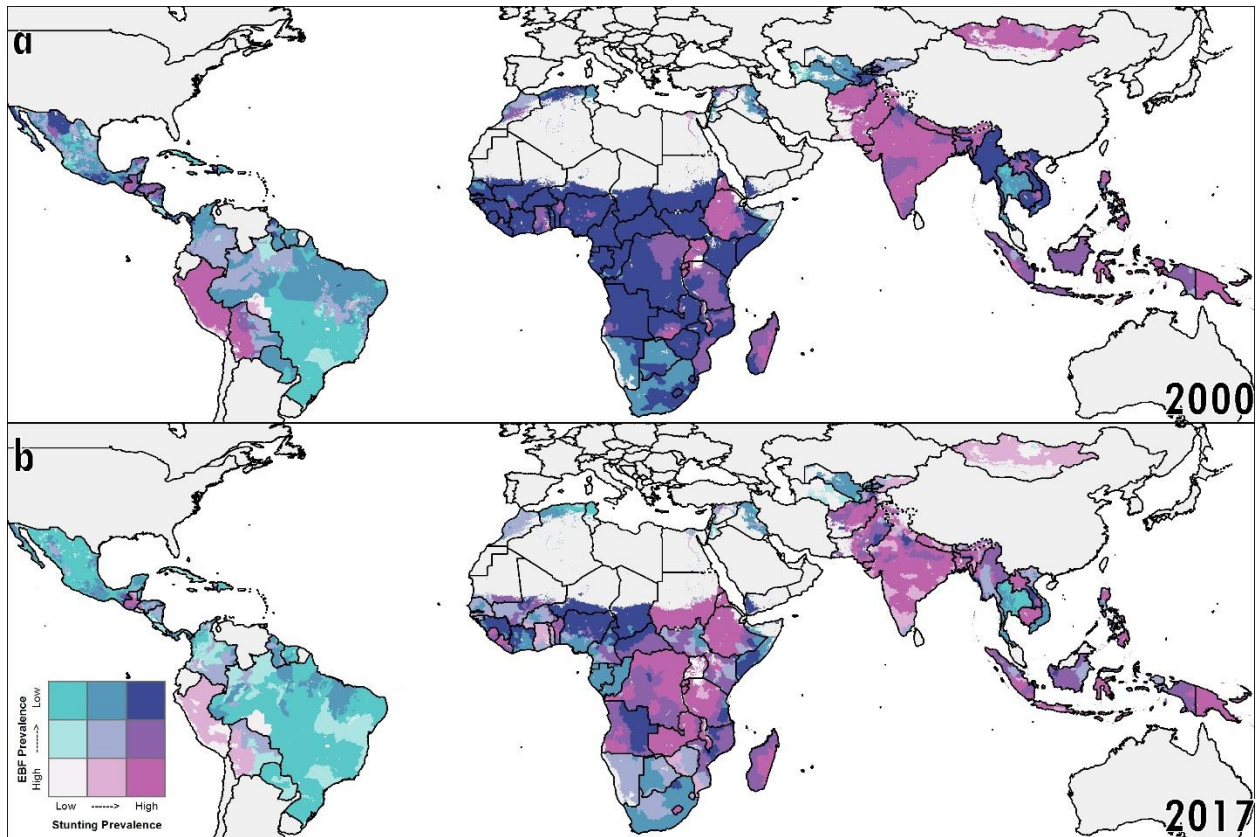 a
2000
b
EBF Prevalence
Low
------>
High
Low ------> High
Stunting Prevalence
2017